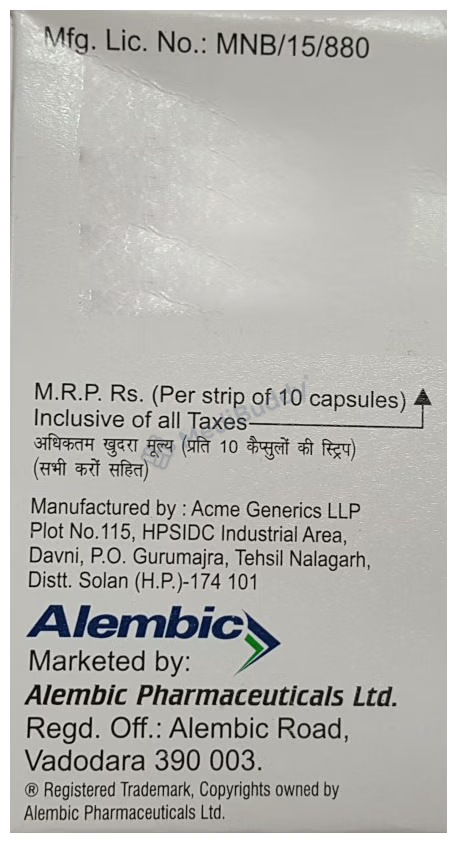 Mfg. Lic. No.: MNB/15/880
M.R.P. Rs. (Per strip of 10 capsules)
Inclusive of all Taxes
MediBuddy
अधिकतम खुदरा मूल्य (प्रति 10 कैप्सुलों की स्ट्रिप)
(सभी करों सहित)
Manufactured by : Acme Generics LLP
Plot No.115, HPSIDC Industrial Area,
Davni, P.O. Gurumajra, Tehsil Nalagarh,
Distt. Solan (H.P.)-174 101
Alembic
Marketed by:
Alembic Pharmaceuticals Ltd.
Regd. Off.: Alembic Road,
Vadodara 390 003.
® Registered Trademark, Copyrights owned by
Alembic Pharmaceuticals Ltd.